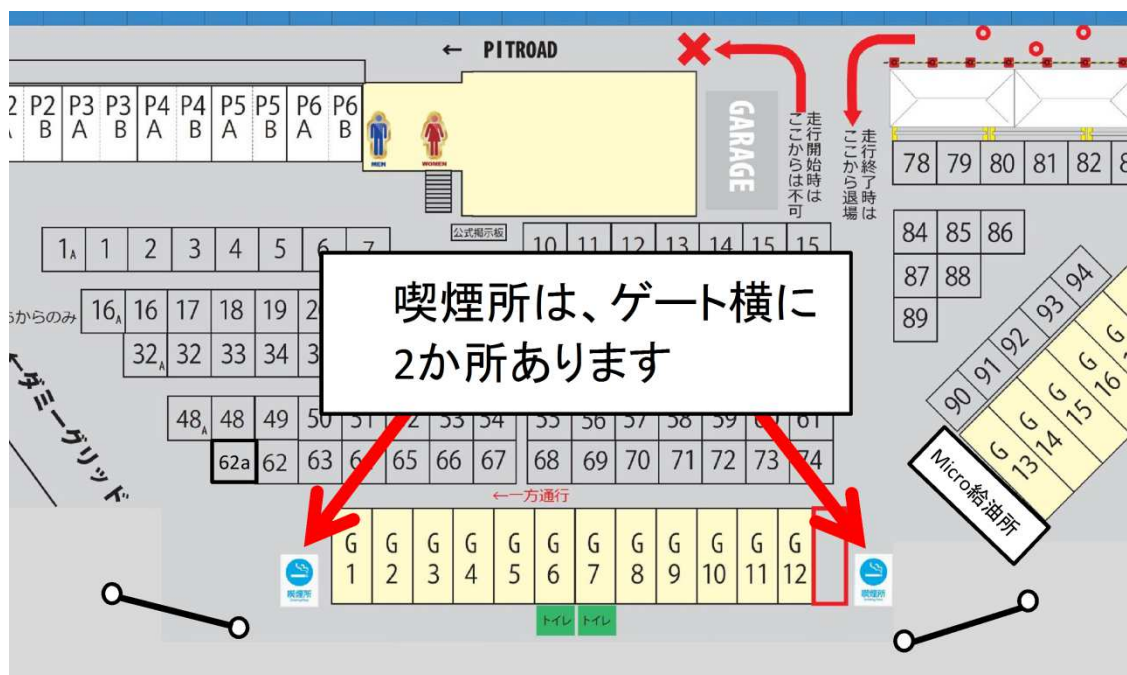 ← PITROAD
P2
B
P3
A
P3
B
P4
A
P4
B
P5
A
P5
B
P6
A
P6
B
MEN
WOMEN
GARAGE
走行開始時は
ここからは不可
走行終了時は
ここから退場
78 79 80 81 82
公式掲示板
1A 1 2 3 4 5 6 7
10 11 12 13 14 15 15
84 85 86
87 88
89
喫煙所は、ゲート横に
2か所あります
16A 16 17 18 19
32A 32 33 34
90 91 92 93 94
←ダミーグリッド
48A 48 49 50 51 53 54
55 56 57 58 59 61
62a 62 63 65 66 67
68 69 70 71 72 73 74
←一方通行
G
1
G
2
G
3
G
4
G
5
G
6
G
7
G
8
G
9
G
10
G
11
G
12
G
13
G
14
G
15
G
16
Micro給油所
喫煙所
喫煙所
トイレ トイレ